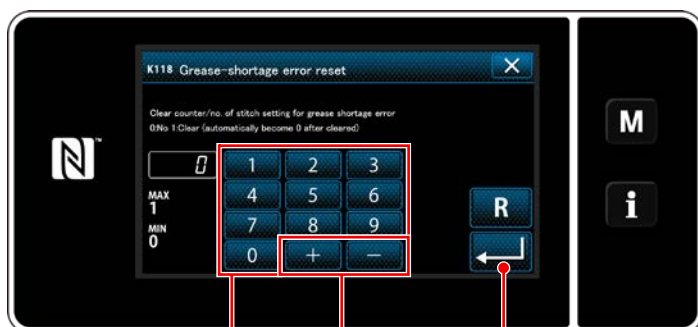 K118 Grease-shortage error reset
Clear counter/no. of stitch setting for grease shortage error
0:No 1:Clear (automatically become 0 after cleared)
0
1 2 3
MAX
1
4 5 6
MIN
0
7 8 9
0 + −
R
N
M
i